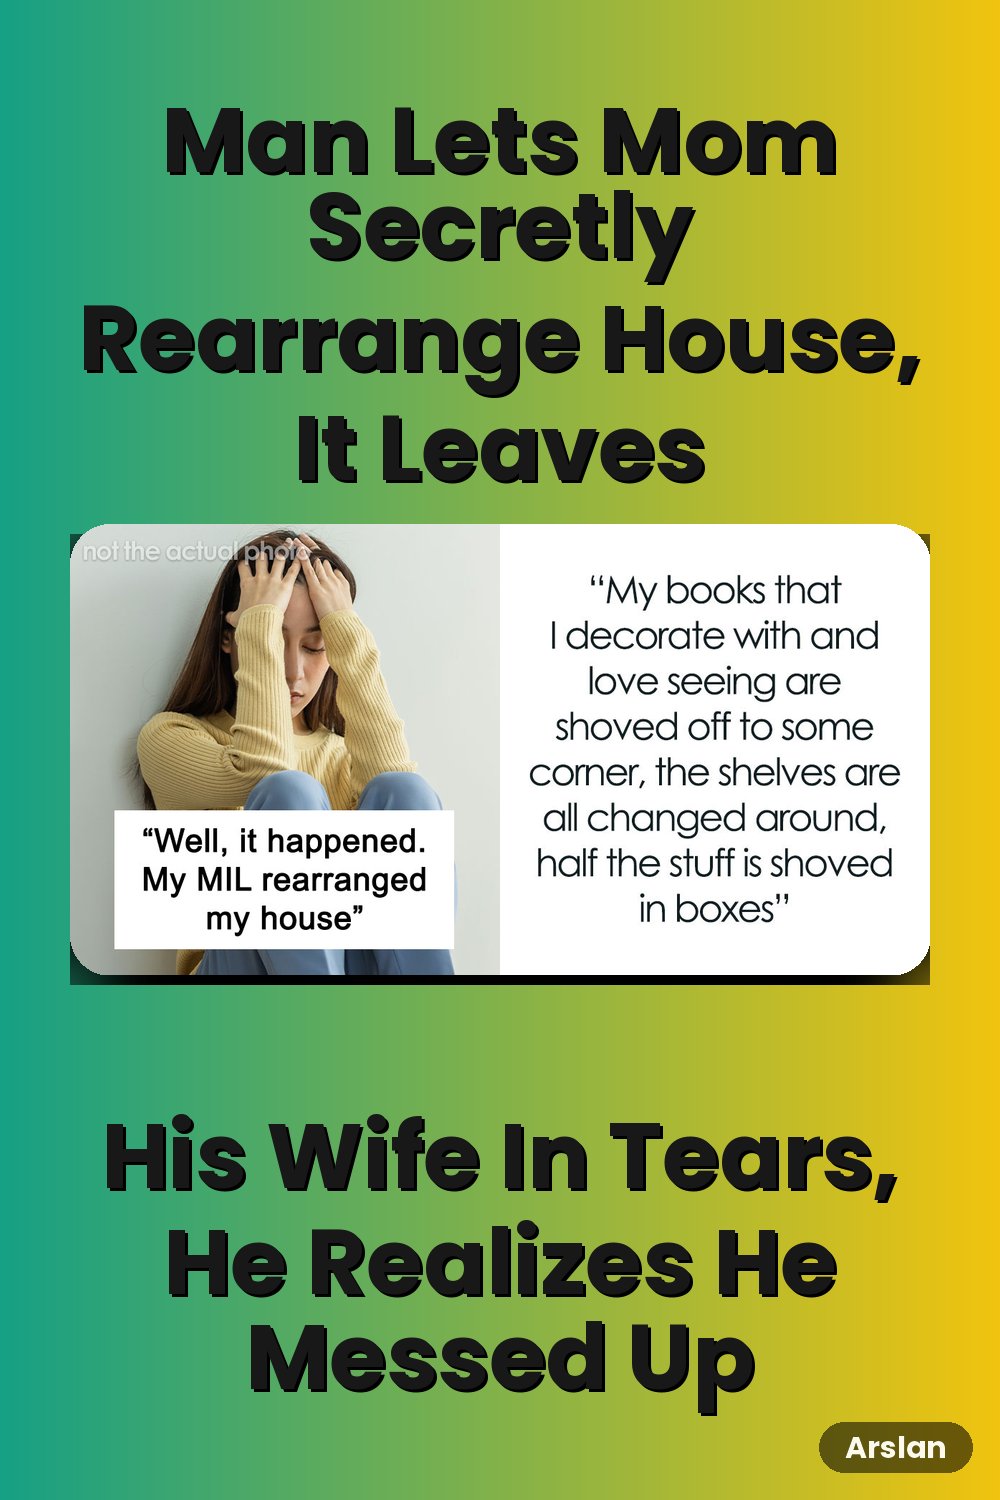 Man Lets Mom
Secretly
Rearrange House,
It Leaves
not the actual photo
“Well, it happened.
My MIL rearranged
my house”
“My books that
I decorate with and
love seeing are
shoved off to some
corner, the shelves are
all changed around,
half the stuff is shoved
in boxes”
His Wife In Tears,
He Realizes He
Messed Up
Arslan